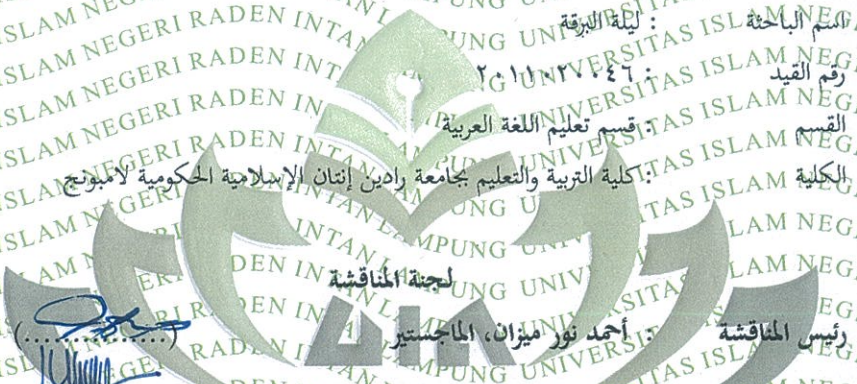 اسم الباحثة : ليلة البرقة
رقم القيد : ٢٠١١٠٢٠٠٤٦
القسم : قسم تعليم اللغة العربية
الكلية : كلية التربية والتعليم بجامعة رادين إنتان الإسلامية الحكومية لامبونج
لجنة المناقشة
رئيس المناقشة : أحمد نور ميزان، الماجستير (................)
UIN